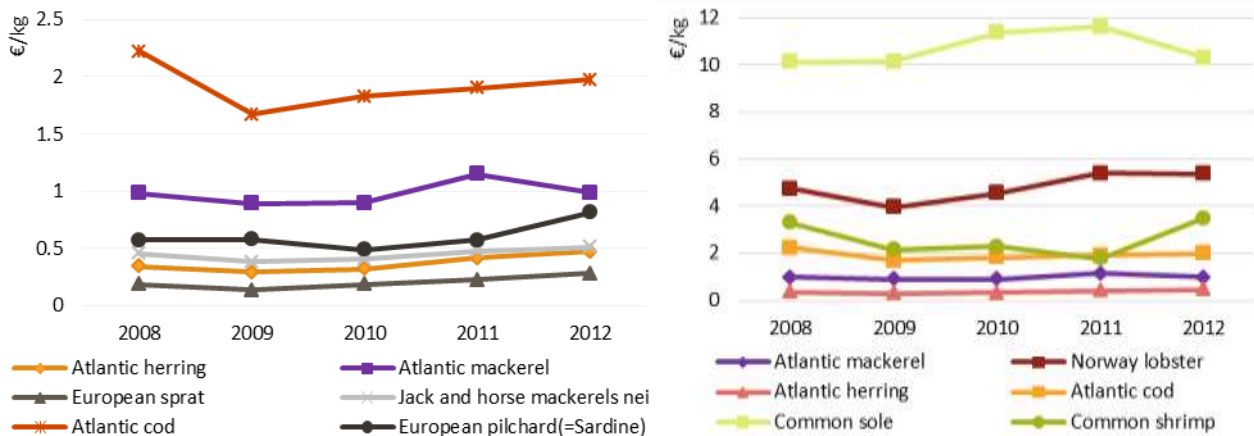 €/kg
2.5
2
1.5
1
0.5
0
2008 2009 2010 2011 2012
Atlantic herring Atlantic mackerel
European sprat Jack and horse mackerels nei
Atlantic cod European pilchard(=Sardine)
€/kg
12
10
8
6
4
2
0
2008 2009 2010 2011 2012
Atlantic mackerel Norway lobster
Atlantic herring Atlantic cod
Common sole Common shrimp